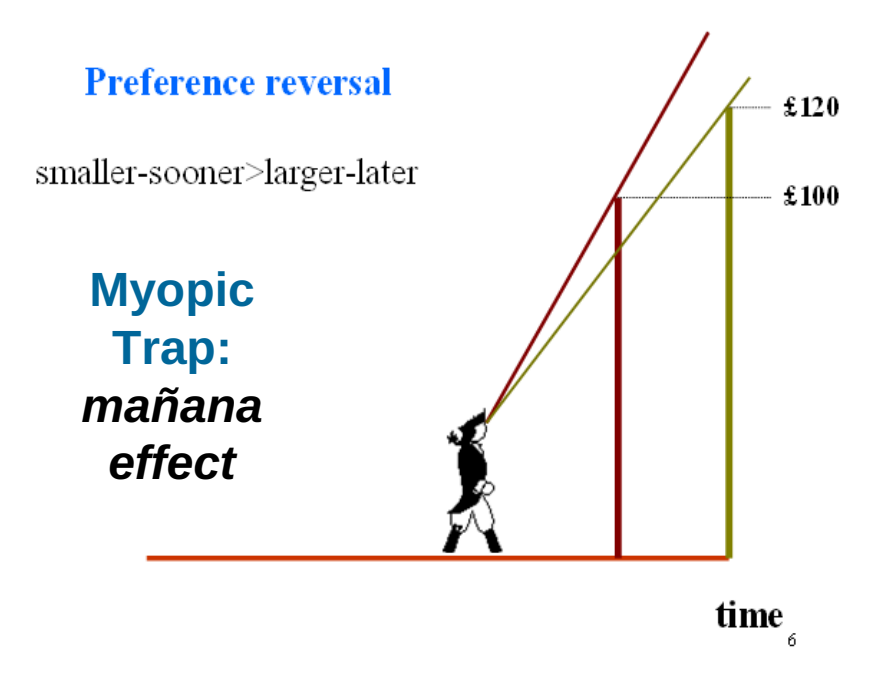 Preference reversal
smaller-sooner>larger-later
Myopic
Trap:
mañana
effect
£120
£100
time
6